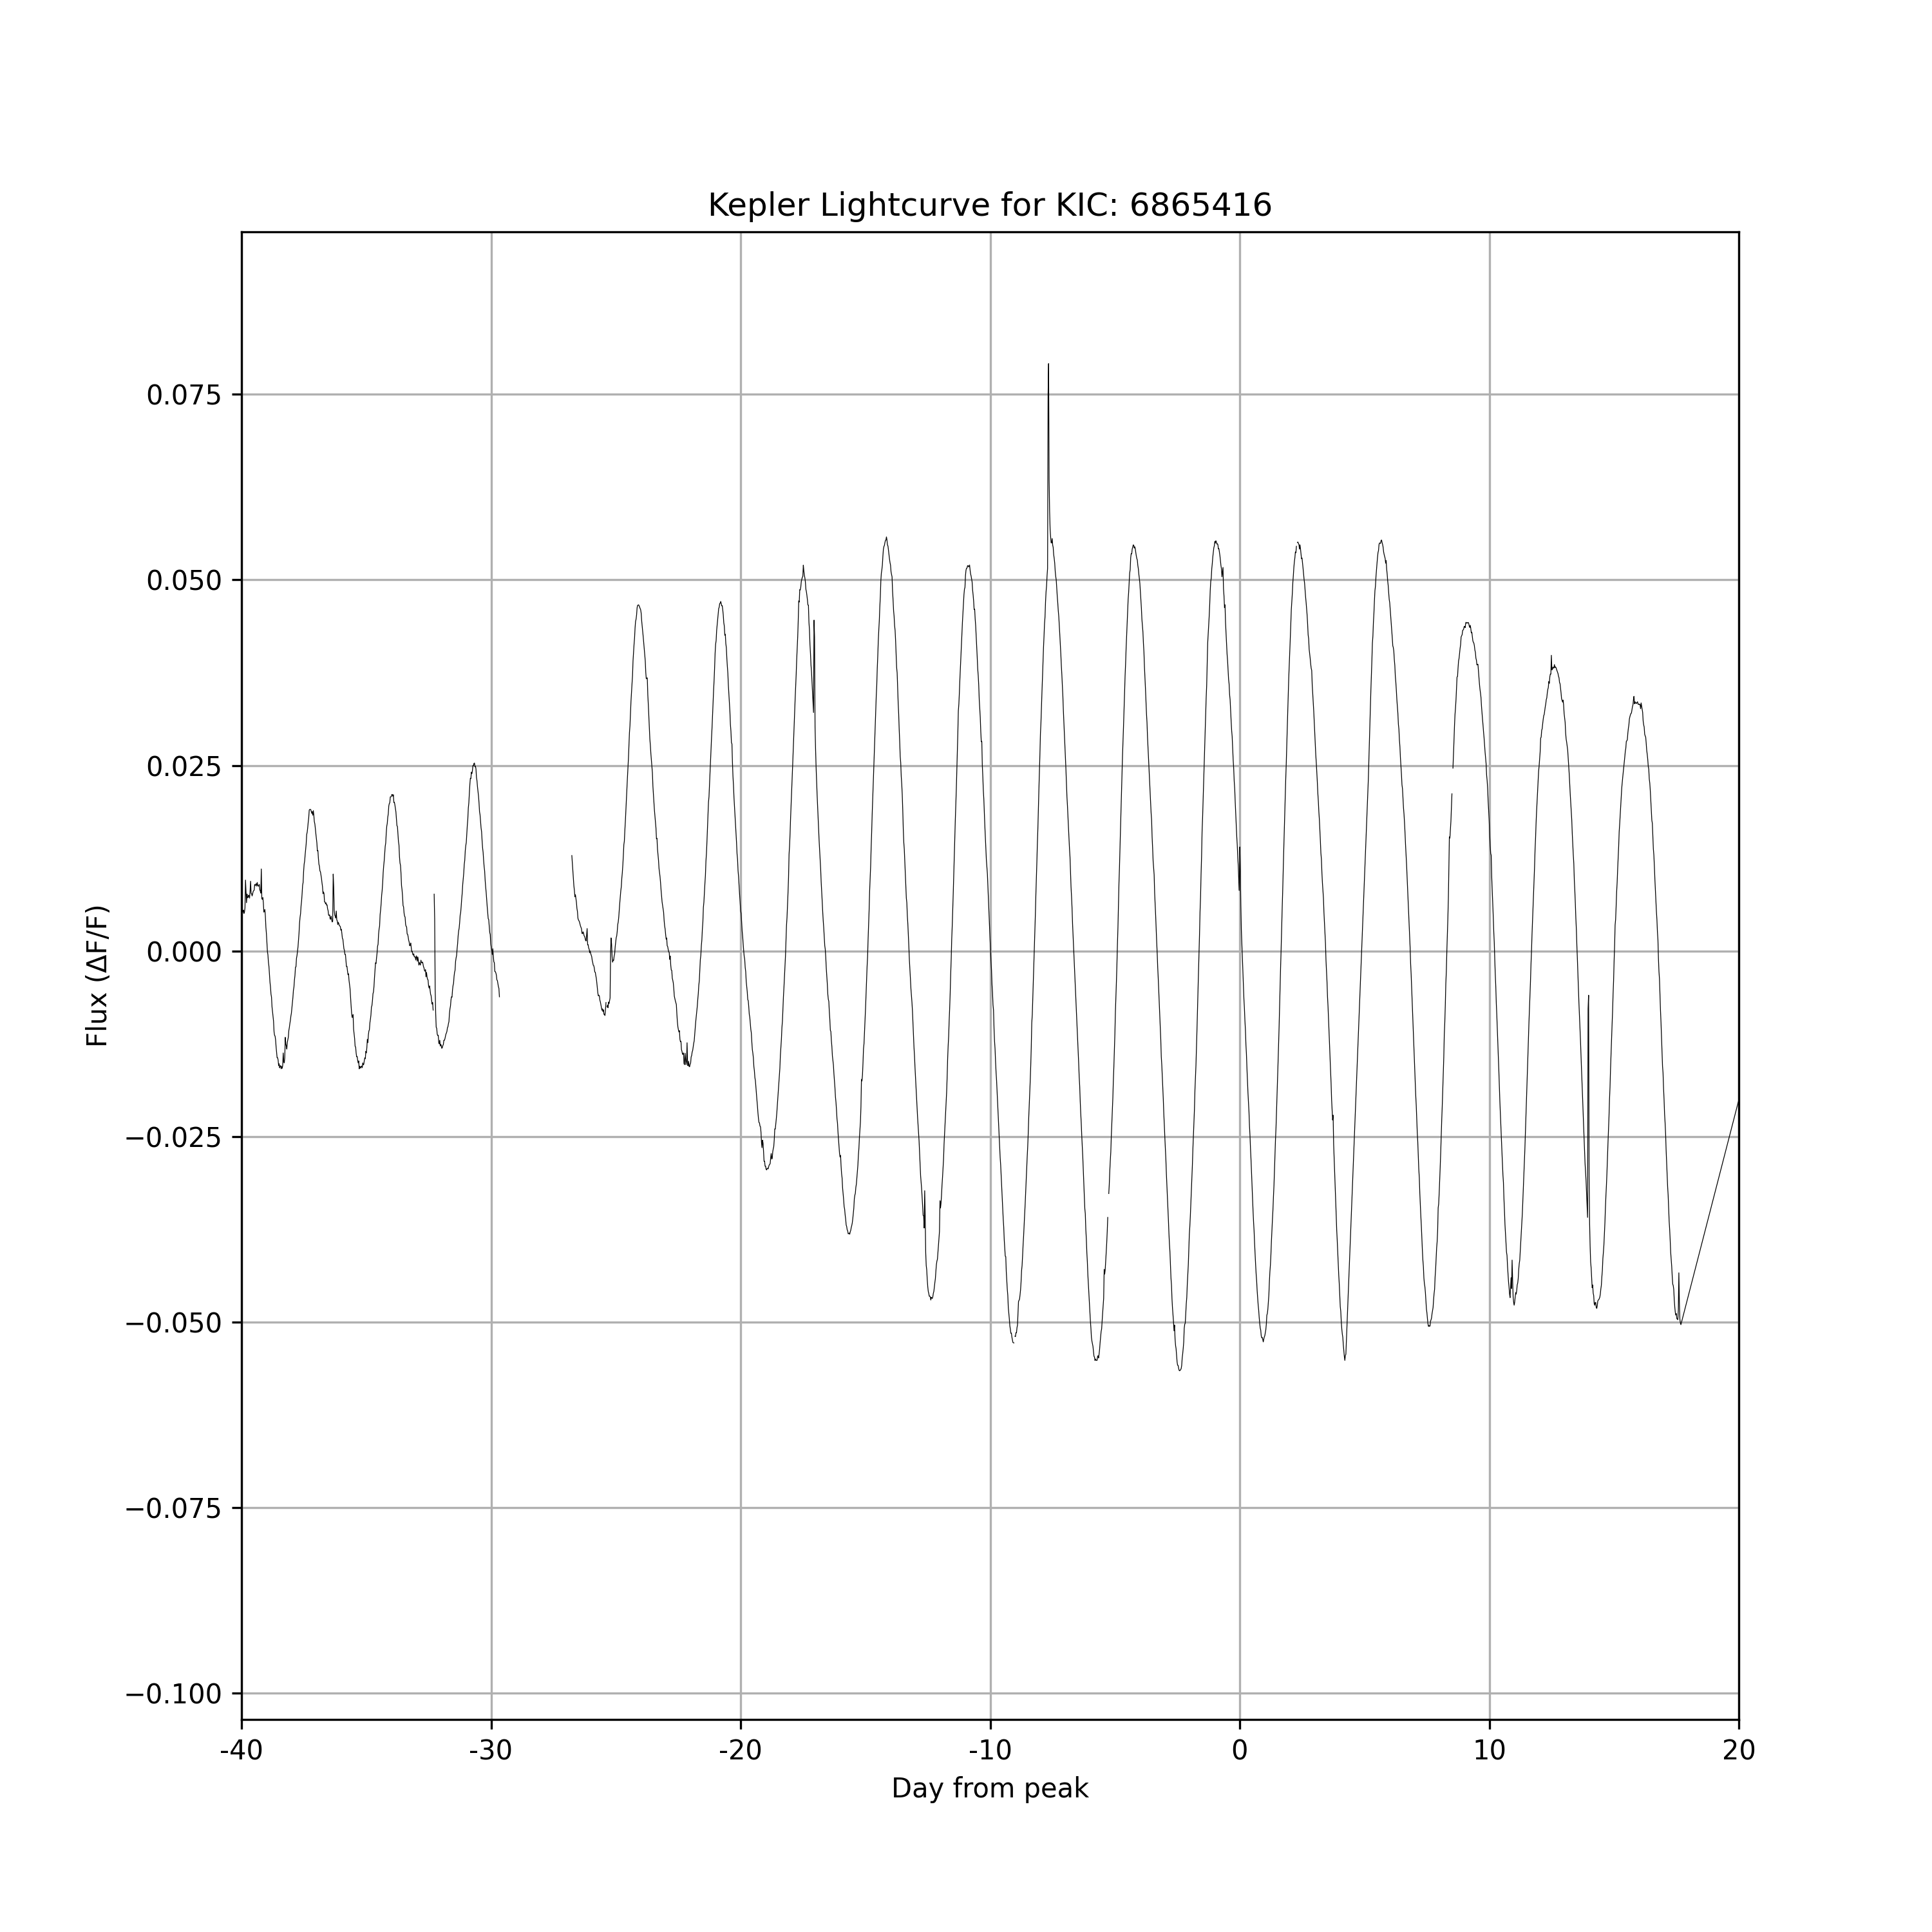 Kepler Lightcurve for KIC: 6865416
Flux (ΔF/F)
0.075
0.050
0.025
0.000
−0.025
−0.050
−0.075
−0.100
-40 -30 -20 -10 0 10 20
Day from peak